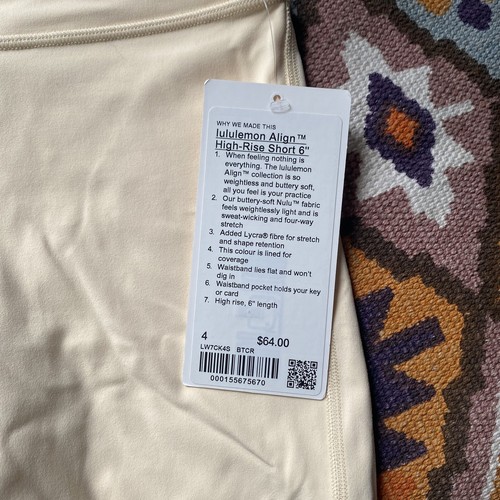 WHY WE MADE THIS
lululemon Align™
High-Rise Short 6"
1. When feeling nothing is
everything. The lululemon
Align™ collection is so
weightless and buttery soft,
all you feel is your practice
2. Our buttery-soft Nulu™ fabric
feels weightlessly light and is
sweat-wicking and four-way
stretch
3. Added Lycra® fibre for stretch
and shape retention
4. This colour is lined for
coverage
5. Waistband lies flat and won't
dig in
6. Waistband pocket holds your key
or card
7. High rise, 6" length
4 $64.00
LW7CK4S BTCR
000155675670